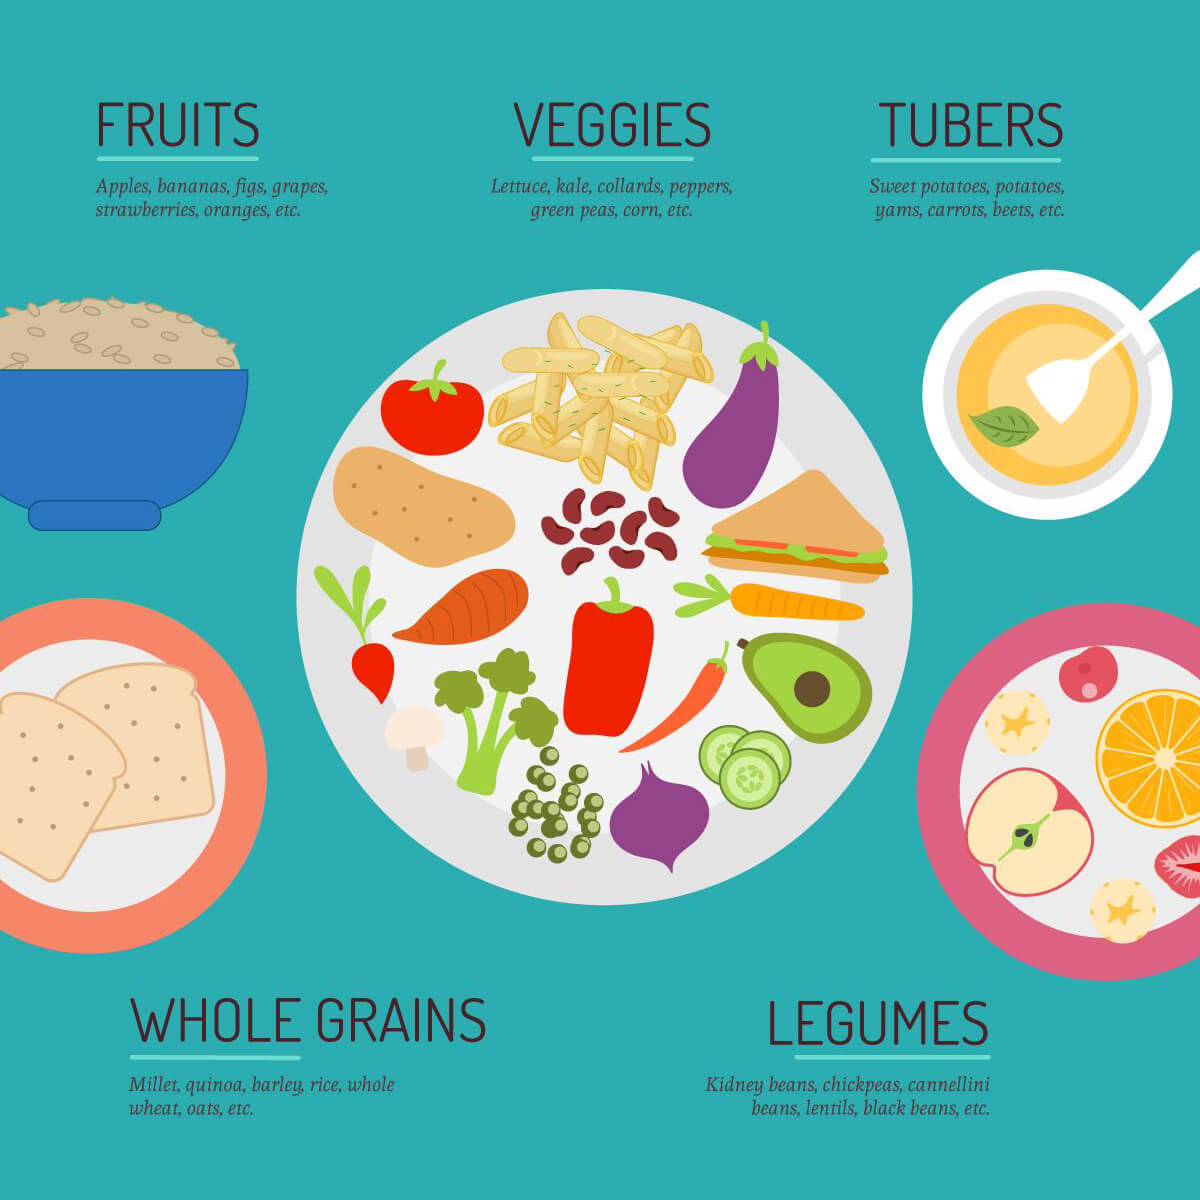 FRUITS
Apples, bananas, figs, grapes,
strawberries, oranges, etc.
VEGGIES
Lettuce, kale, collards, peppers,
green peas, corn, etc.
TUBERS
Sweet potatoes, potatoes,
yams, carrots, beets, etc.
WHOLE GRAINS
Millet, quinoa, barley, rice, whole
wheat, oats, etc.
LEGUMES
Kidney beans, chickpeas, cannellini
beans, lentils, black beans, etc.